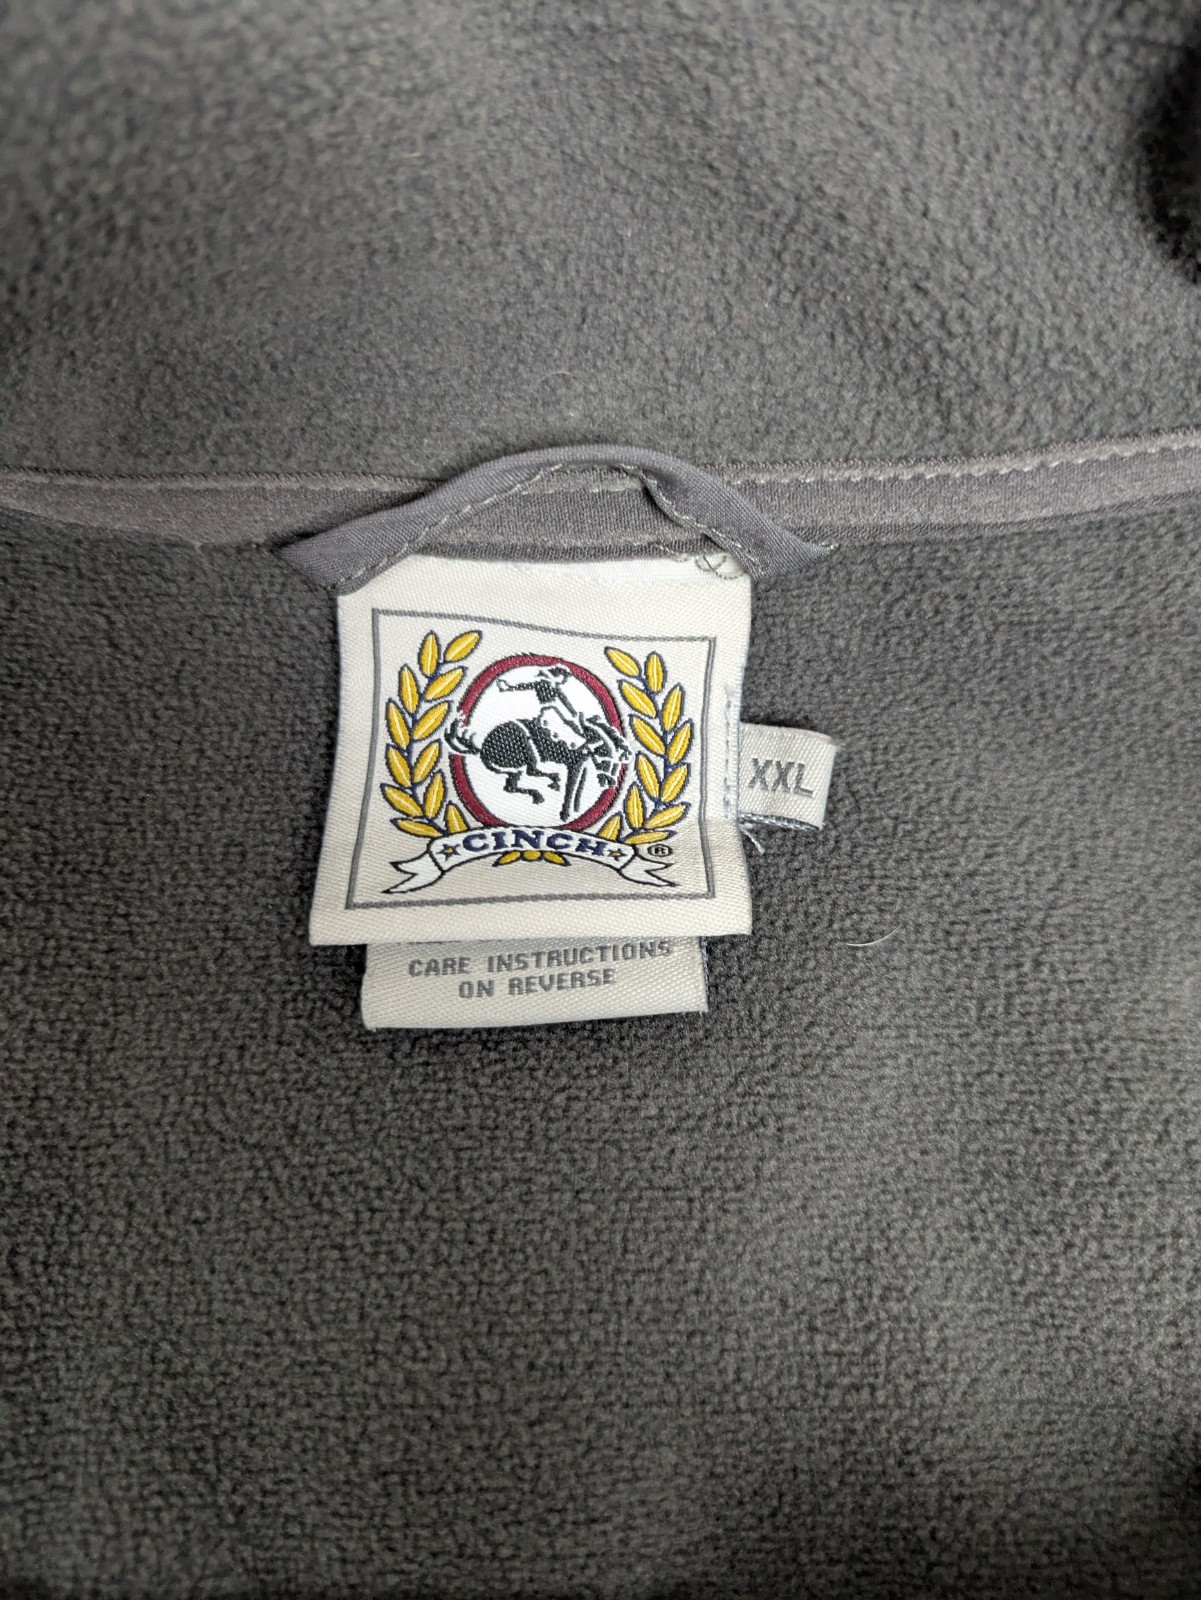 CINCH ®
XXL
CARE INSTRUCTIONS
ON REVERSE